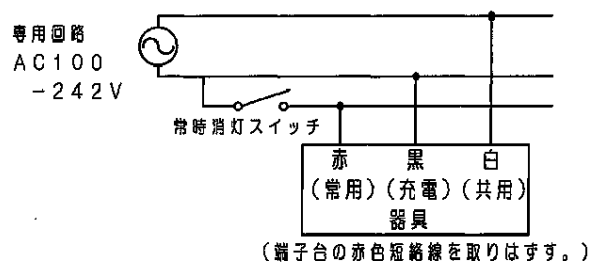 専用回路
AC100
-242V
常時消灯スイッチ
赤 黒 白
(常用)(充電)(共用)
器具
(端子台の赤色短絡線を取りはずす。)